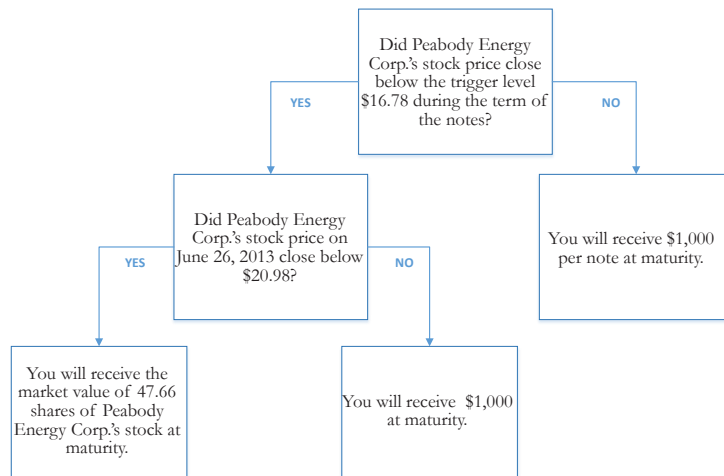 Did Peabody Energy
Corp.'s stock price close
below the trigger level
$16.78 during the term of
the notes?
YES
NO
Did Peabody Energy
Corp.'s stock price on
June 26, 2013 close below
$20.98?
You will receive $1,000
per note at maturity.
YES
NO
You will receive the
market value of 47.66
shares of Peabody
Energy Corp.'s stock at
maturity.
You will receive $1,000
at maturity.